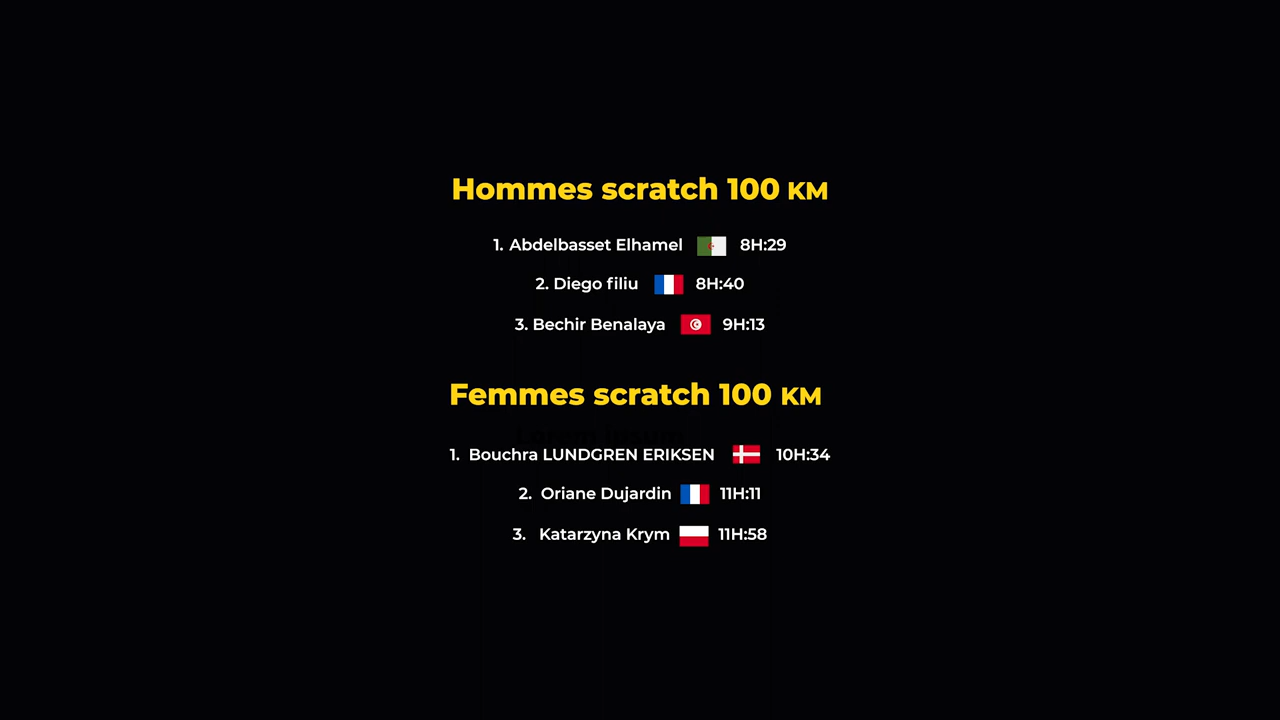 Hommes scratch 100 KM
1. Abdelbasset Elhamel 8H:29
2. Diego filiu 8H:40
3. Bechir Benalaya 9H:13
Femmes scratch 100 KM
1. Bouchra LUNDGREN ERIKSEN 10H:34
2. Oriane Dujardin 11H:11
3. Katarzyna Krym 11H:58